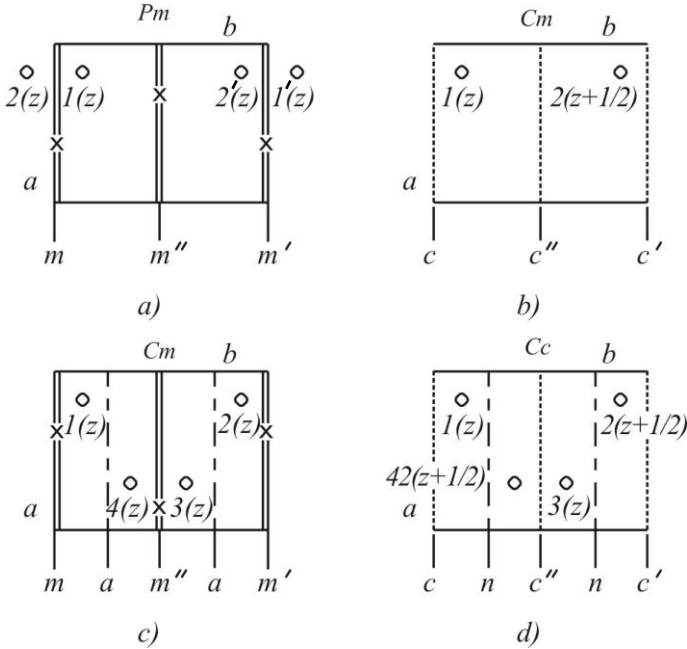 Pm
b
2(z) 1(z) 2'(z) 1'(z)
x
x x
a
m m″ m′
a)
Cm
b
1(z) 2(z+1/2)
a
c c″ c′
b)
Cm
b
1(z) 2(z)
x x
4(z) x 3(z)
a
m a m″ a m′
c)
Cc
b
1(z) 2(z+1/2)
42(z+1/2) 3(z)
a
c n c″ n c′
d)